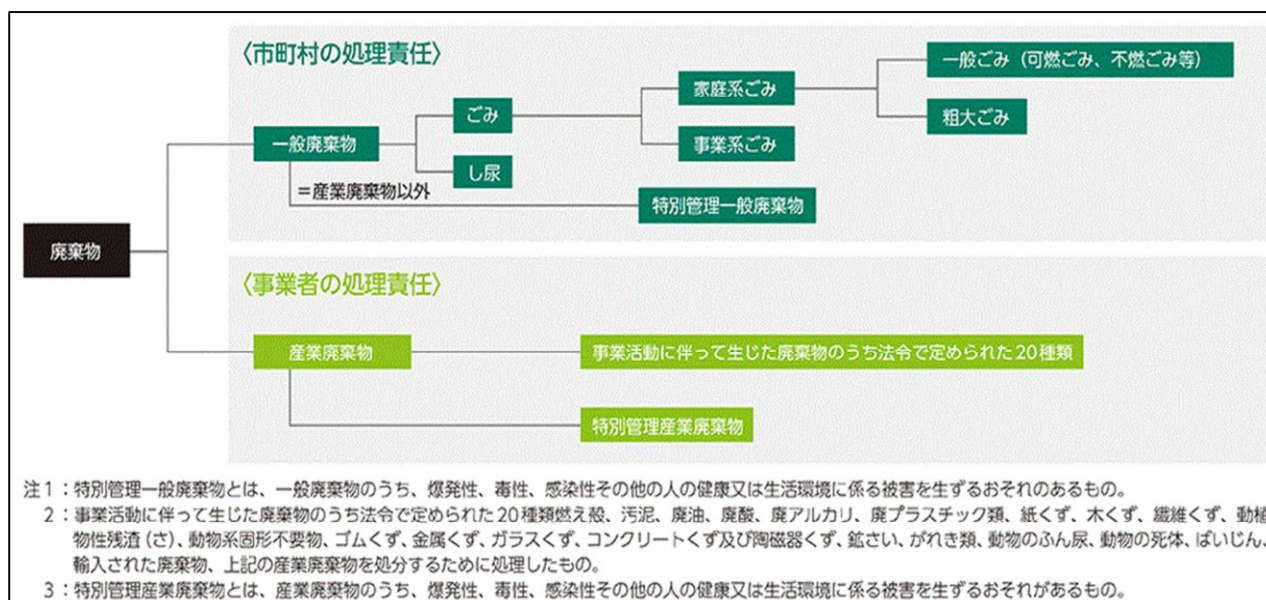 〈市町村の処理責任〉
一般ごみ（可燃ごみ、不燃ごみ等）
家庭系ごみ
ごみ
粗大ごみ
一般廃棄物
事業系ごみ
し尿
＝産業廃棄物以外
特別管理一般廃棄物
廃棄物
〈事業者の処理責任〉
産業廃棄物
事業活動に伴って生じた廃棄物のうち法令で定められた20種類
特別管理産業廃棄物
注1：特別管理一般廃棄物とは、一般廃棄物のうち、爆発性、毒性、感染性その他の人の健康又は生活環境に係る被害を生ずるおそれのあるもの。
2：事業活動に伴って生じた廃棄物のうち法令で定められた20種類燃え殻、汚泥、廃油、廃酸、廃アルカリ、廃プラスチック類、紙くず、木くず、繊維くず、動植
物性残渣（さ）、動物系固形不要物、ゴムくず、金属くず、ガラスくず、コンクリートくず及び陶磁器くず、鉱さい、がれき類、動物のふん尿、動物の死体、ばいじん、
輸入された廃棄物、上記の産業廃棄物を処分するために処理したもの。
3：特別管理産業廃棄物とは、産業廃棄物のうち、爆発性、毒性、感染性その他の人の健康又は生活環境に係る被害を生ずるおそれがあるもの。